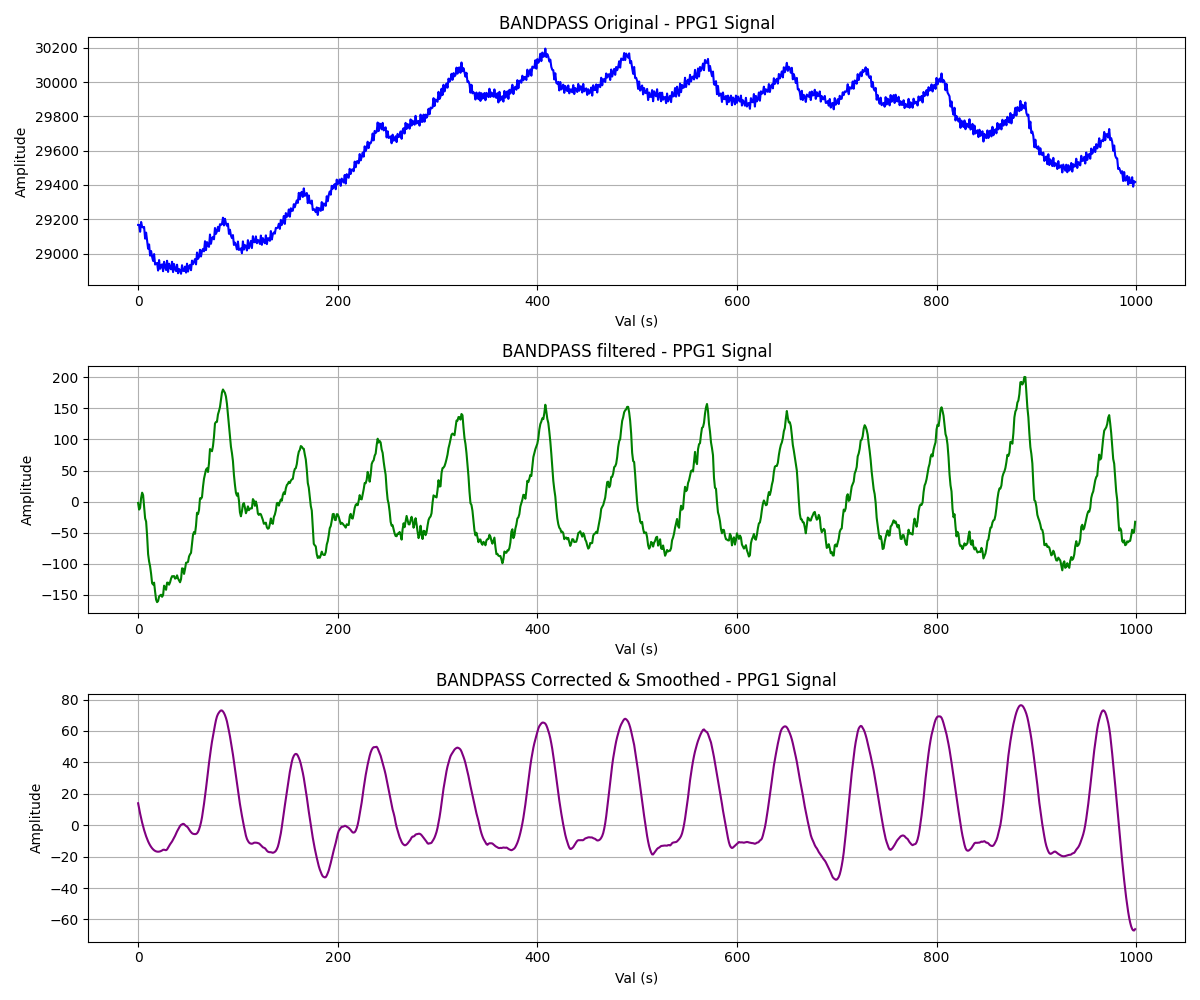 BANDPASS Original - PPG1 Signal
30200
30000
29800
29600
29400
29200
29000
Amplitude
0 200 400 600 800 1000
Val (s)
BANDPASS filtered - PPG1 Signal
200
150
100
50
0
−50
−100
−150
Amplitude
0 200 400 600 800 1000
Val (s)
BANDPASS Corrected & Smoothed - PPG1 Signal
80
60
40
20
0
−20
−40
−60
Amplitude
0 200 400 600 800 1000
Val (s)